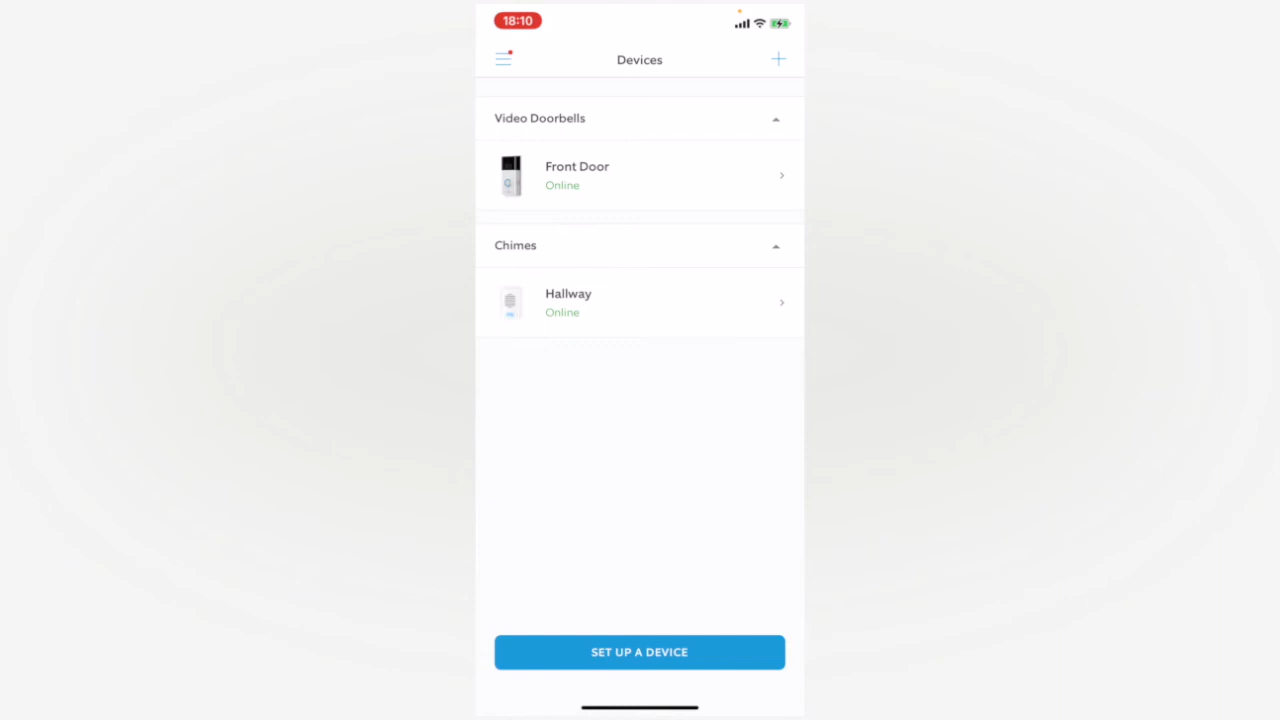 18:10
Devices
Video Doorbells
Front Door
Online
Chimes
Hallway
Online
SET UP A DEVICE